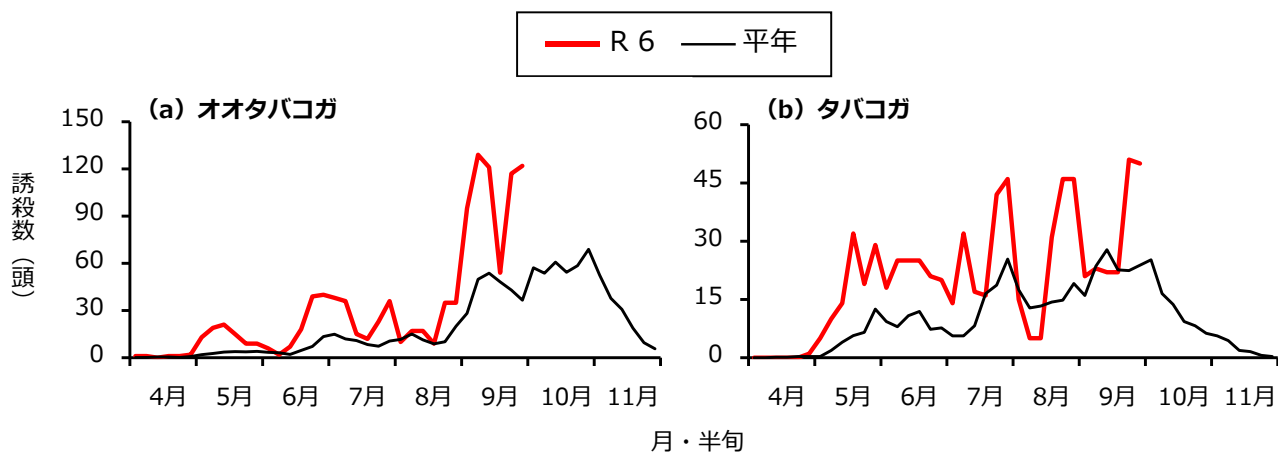 R６ 平年
（a）オオタバコガ
150
120
90
60
30
0
4月 5月 6月 7月 8月 9月 10月 11月
（b）タバコガ
60
45
30
15
0
4月 5月 6月 7月 8月 9月 10月 11月
誘殺数（頭）
月・半旬